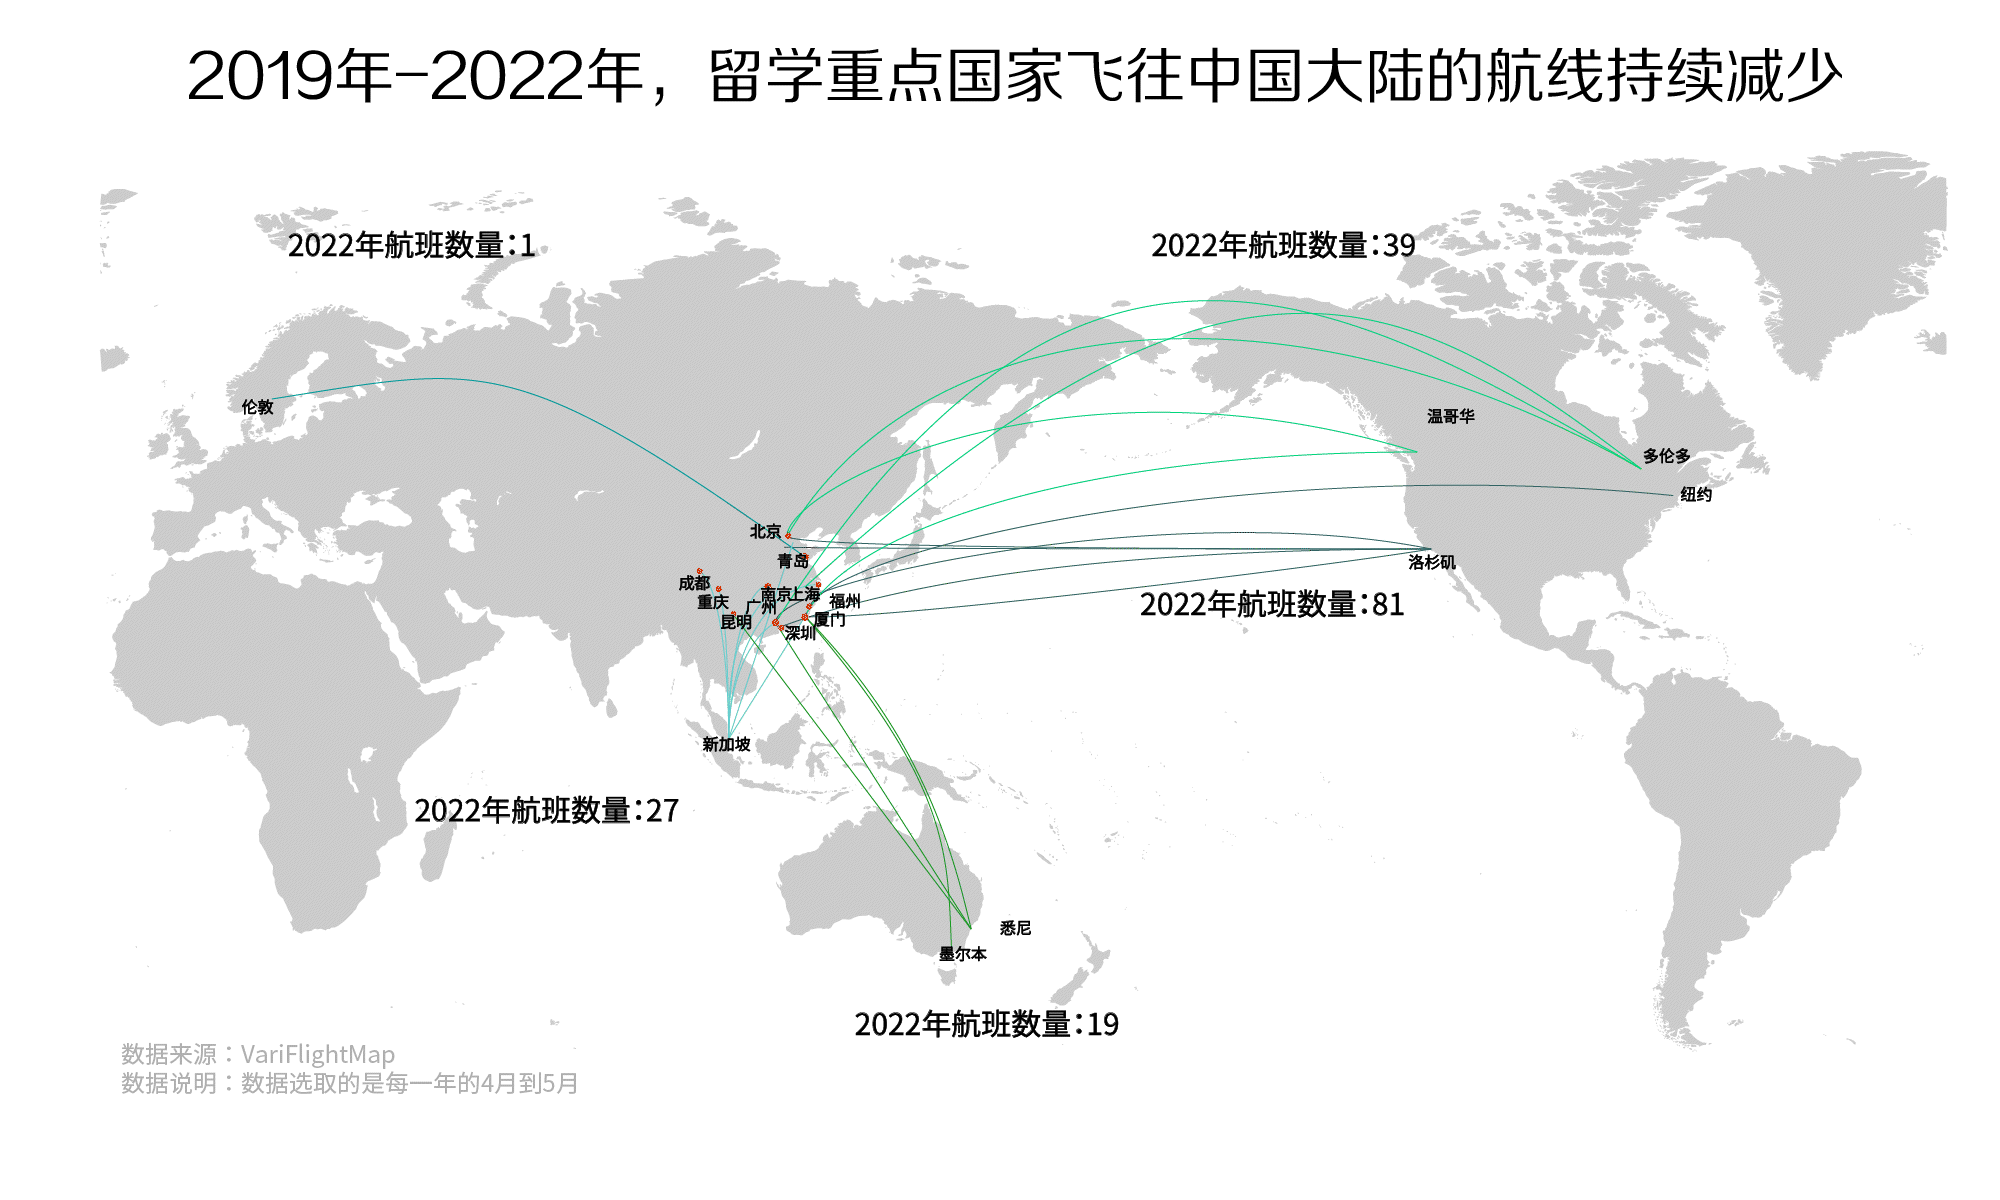 2019年-2022年，留学重点国家飞往中国大陆的航线持续减少
2022年航班数量：1
2022年航班数量：39
伦敦
温哥华
多伦多
纽约
北京
青岛
洛杉矶
成都
重庆
南京
上海
广州
福州
昆明
厦门
深圳
2022年航班数量：81
新加坡
2022年航班数量：27
悉尼
墨尔本
2022年航班数量：19
数据来源：VariFlightMap
数据说明：数据选取的是每一年的4月到5月